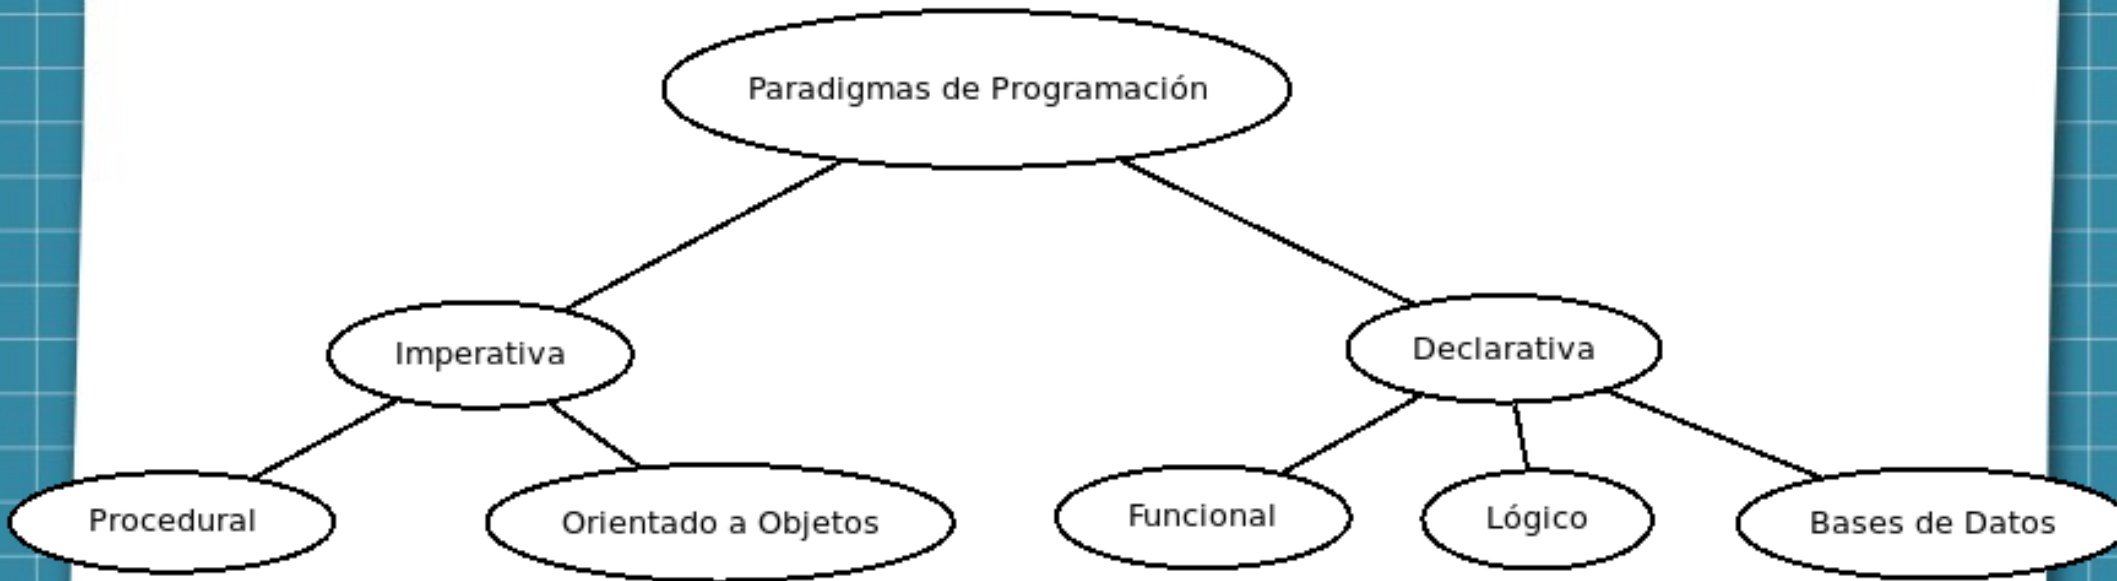 Paradigmas de Programación
Imperativa
Declarativa
Procedural
Orientado a Objetos
Funcional
Lógico
Bases de Datos